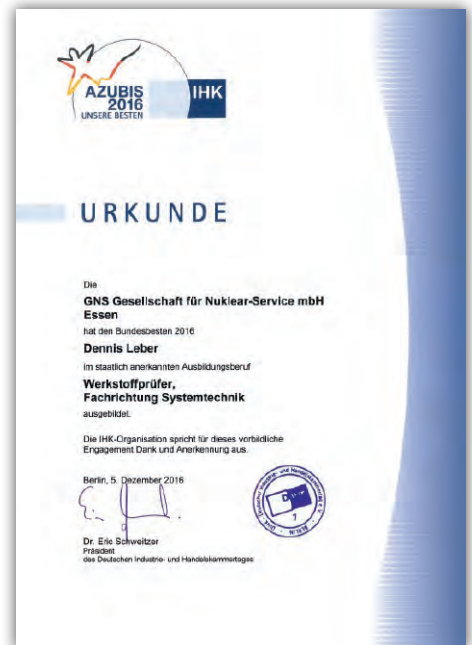 AZUBIS
2016
UNSERE BESTEN
IHK
URKUNDE
Die
GNS Gesellschaft für Nuklear-Service mbH
Essen
hat den Bundesbesten 2016
Dennis Leber
im staatlich anerkannten Ausbildungsberuf
Werkstoffprüfer,
Fachrichtung Systemtechnik
ausgebildet.
Die IHK-Organisation spricht für dieses vorbildliche
Engagement Dank und Anerkennung aus.
Berlin, 5. Dezember 2016
Dr. Eric Schweitzer
Präsident
des Deutschen Industrie- und Handelskammertages